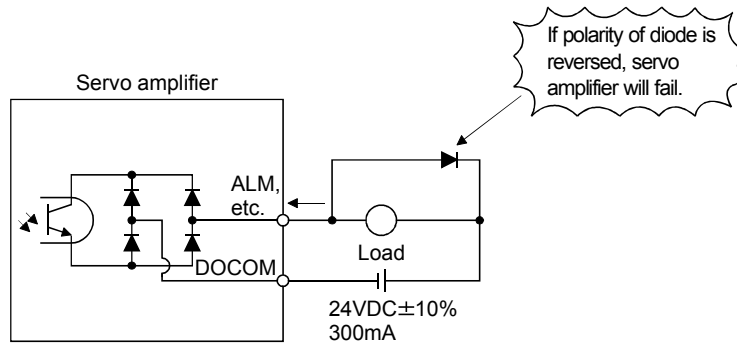 If polarity of diode is
reversed, servo
amplifier will fail.
Servo amplifier
ALM,
etc.
Load
DOCOM
24VDC±10%
300mA